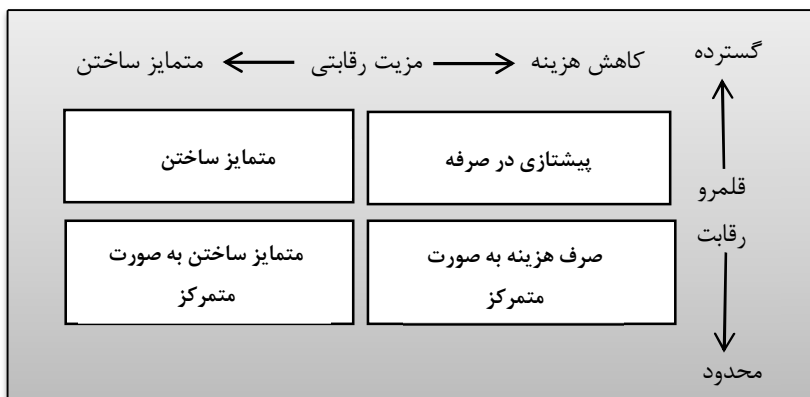 گسترده
کاهش هزینه مزیت رقابتی متمایز ساختن
پیشتازی در صرفه متمایز ساختن
قلمرو
رقابت
صرف هزینه به صورت
متمرکز
متمایز ساختن به صورت
متمرکز
محدود